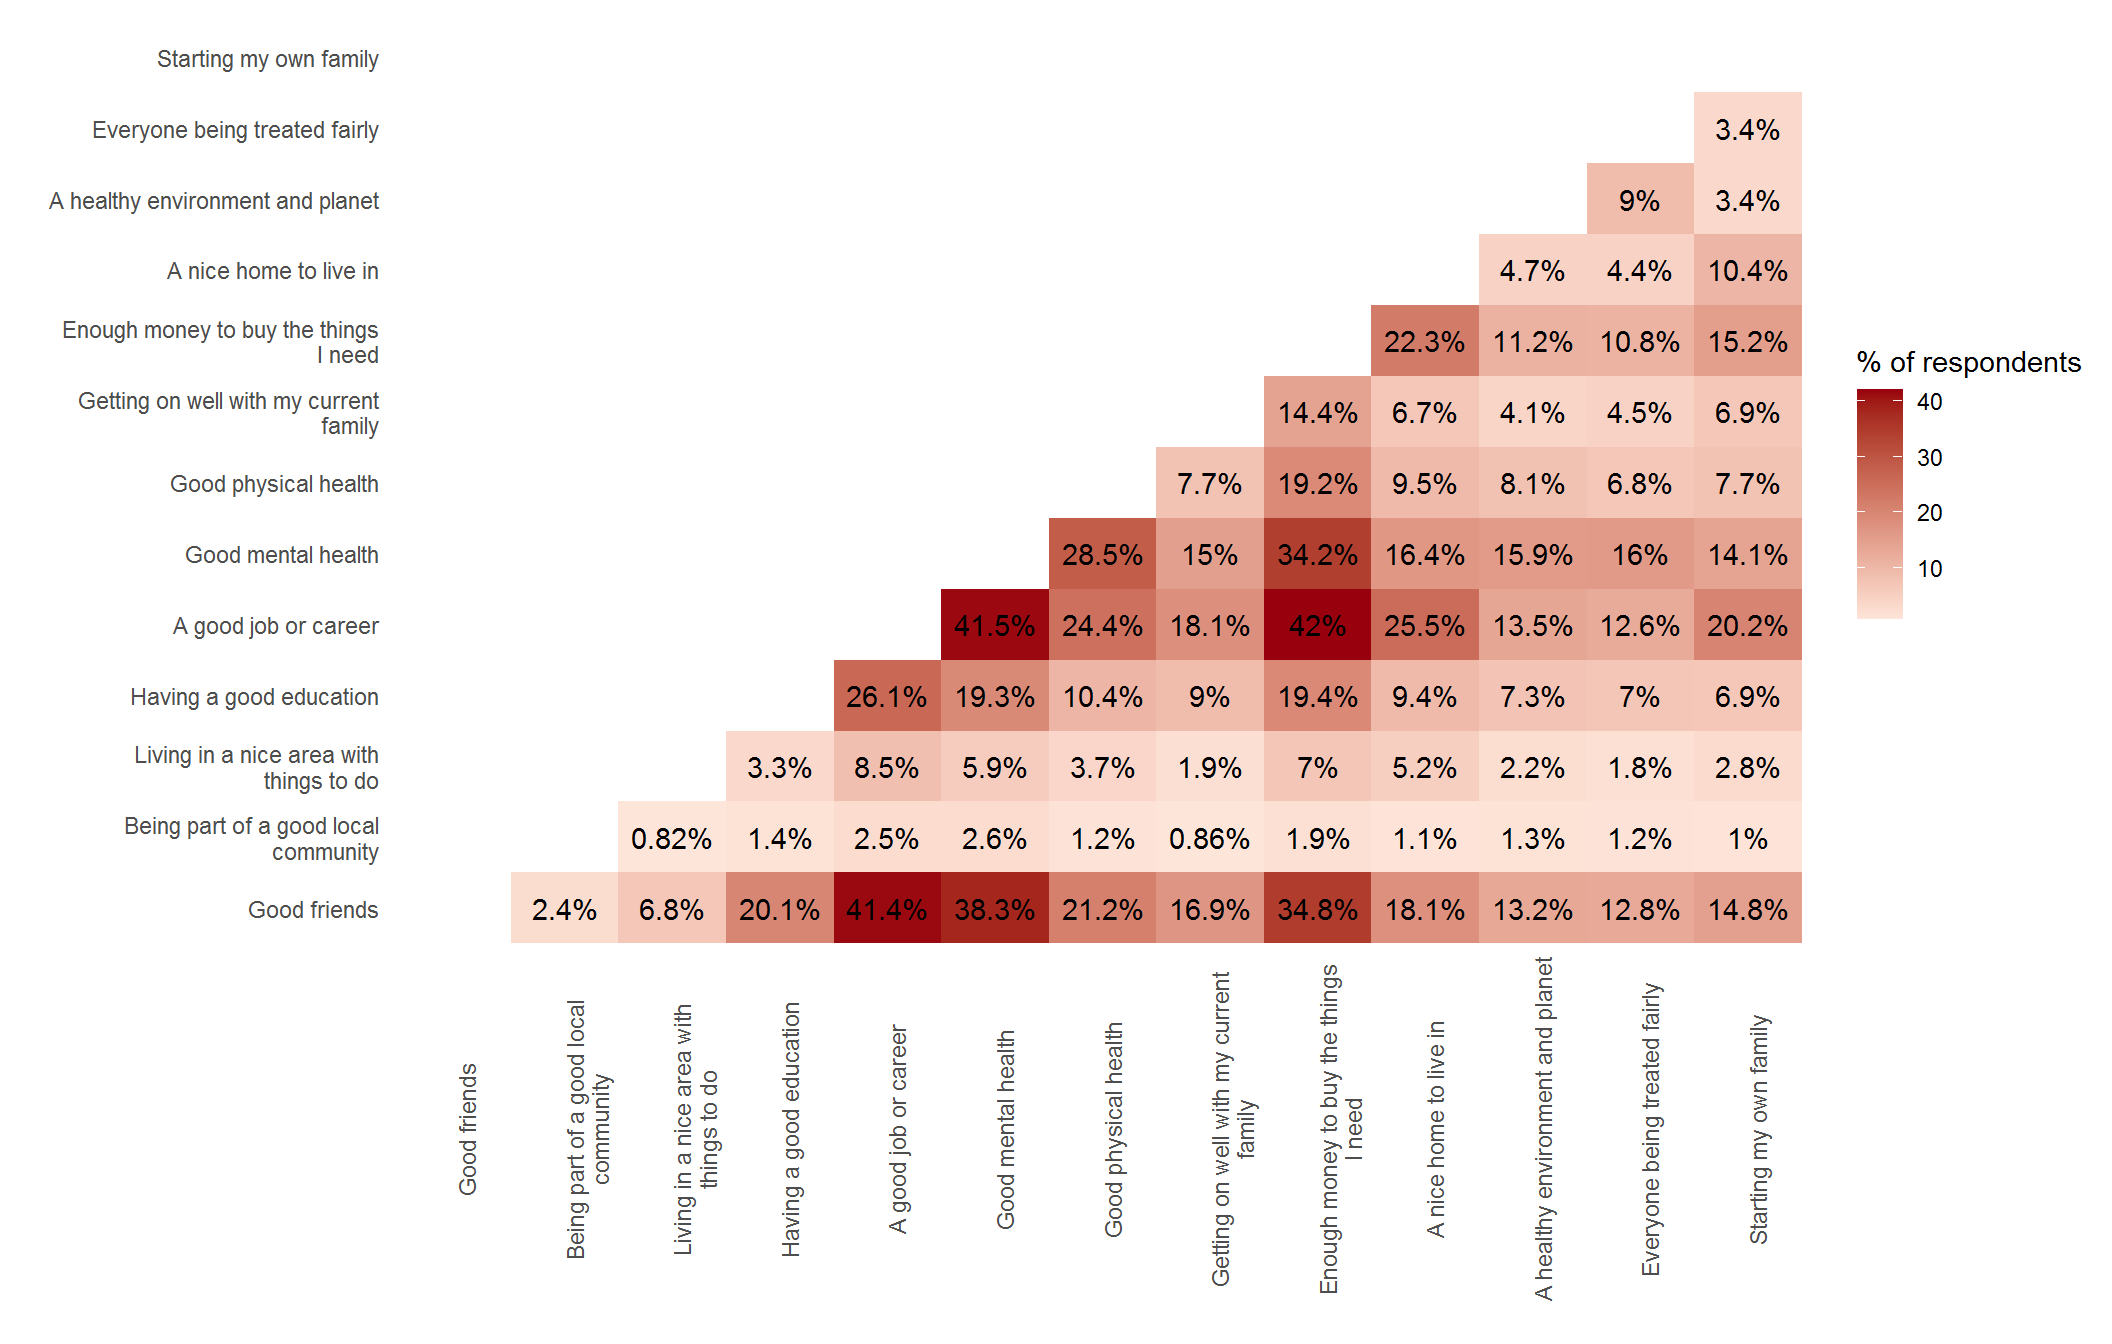 Starting my own family
Everyone being treated fairly
3.4%
A healthy environment and planet
9% 3.4%
A nice home to live in
4.7% 4.4% 10.4%
Enough money to buy the things
I need
22.3% 11.2% 10.8% 15.2%
% of respondents
40
30
20
10
Getting on well with my current
family
14.4% 6.7% 4.1% 4.5% 6.9%
Good physical health
7.7% 19.2% 9.5% 8.1% 6.8% 7.7%
Good mental health
28.5% 15% 34.2% 16.4% 15.9% 16% 14.1%
A good job or career
41.5% 24.4% 18.1% 42% 25.5% 13.5% 12.6% 20.2%
Having a good education
26.1% 19.3% 10.4% 9% 19.4% 9.4% 7.3% 7% 6.9%
Living in a nice area with
things to do
3.3% 8.5% 5.9% 3.7% 1.9% 7% 5.2% 2.2% 1.8% 2.8%
Being part of a good local
community
0.82% 1.4% 2.5% 2.6% 1.2% 0.86% 1.9% 1.1% 1.3% 1.2% 1%
Good friends
2.4% 6.8% 20.1% 41.4% 38.3% 21.2% 16.9% 34.8% 18.1% 13.2% 12.8% 14.8%
Good friends
Being part of a good local
community
Living in a nice area with
things to do
Having a good education
A good job or career
Good mental health
Good physical health
Getting on well with my current
family
Enough money to buy the things
I need
A nice home to live in
A healthy environment and planet
Everyone being treated fairly
Starting my own family